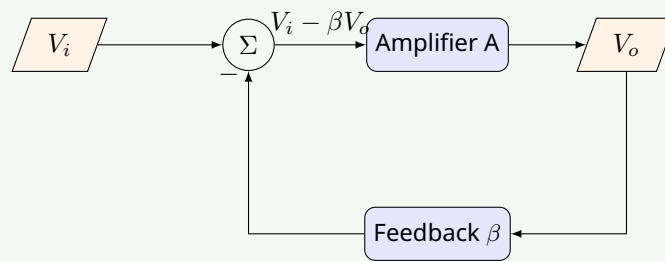 V_i
Σ
−
V_i − βV_o
Amplifier A
V_o
Feedback β